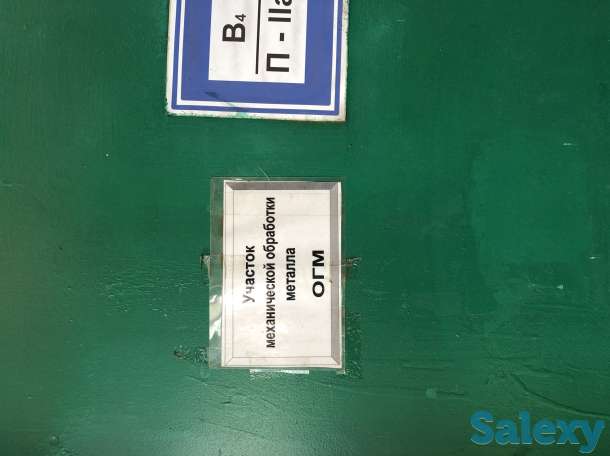 В4
П - IIа
Участок
механической обработки
металла
ОГМ
Salexy